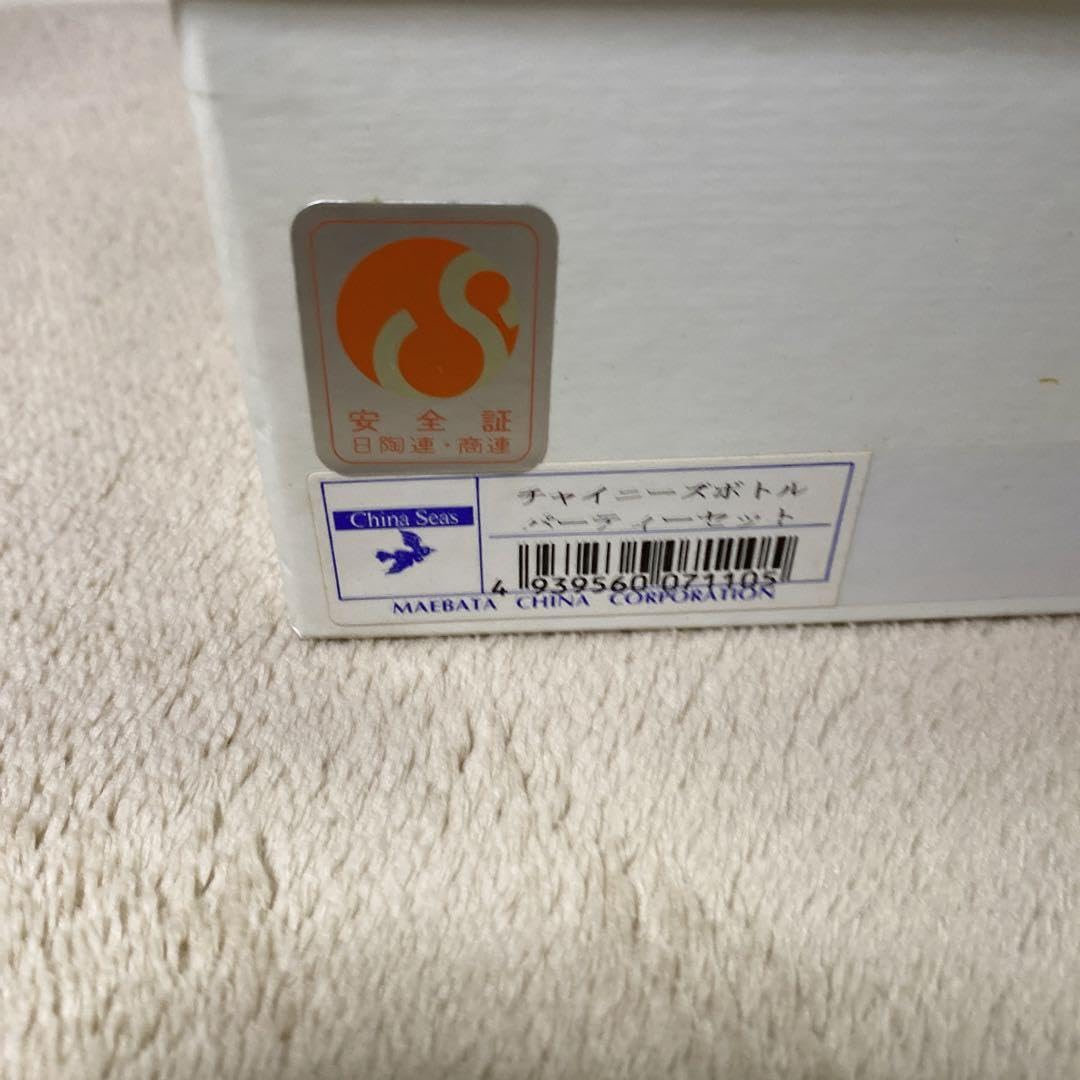 安全証
日陶連・商連
China Seas
チャイニーズボトル
パーティーセット
4 939560 071105
MAEBATA CHINA CORPORATION